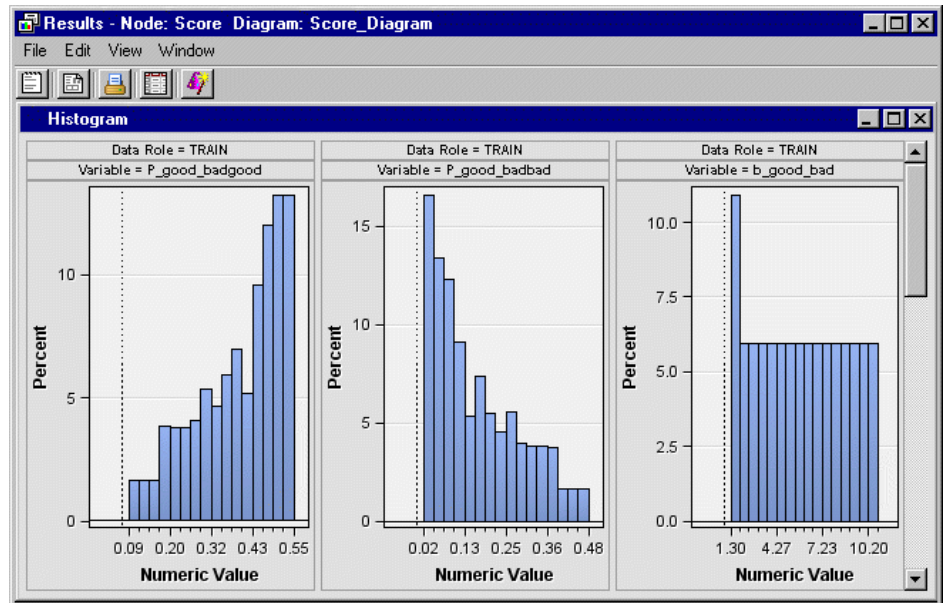 Results - Node: Score Diagram: Score_Diagram
File Edit View Window
Histogram
Data Role = TRAIN
Variable = P_good_badgood
Percent
10
5
0
0.09 0.20 0.32 0.43 0.55
Numeric Value
Data Role = TRAIN
Variable = P_good_badbad
Percent
15
10
5
0
0.02 0.13 0.25 0.36 0.48
Numeric Value
Data Role = TRAIN
Variable = b_good_bad
Percent
10.0
7.5
5.0
2.5
0.0
1.30 4.27 7.23 10.20
Numeric Value